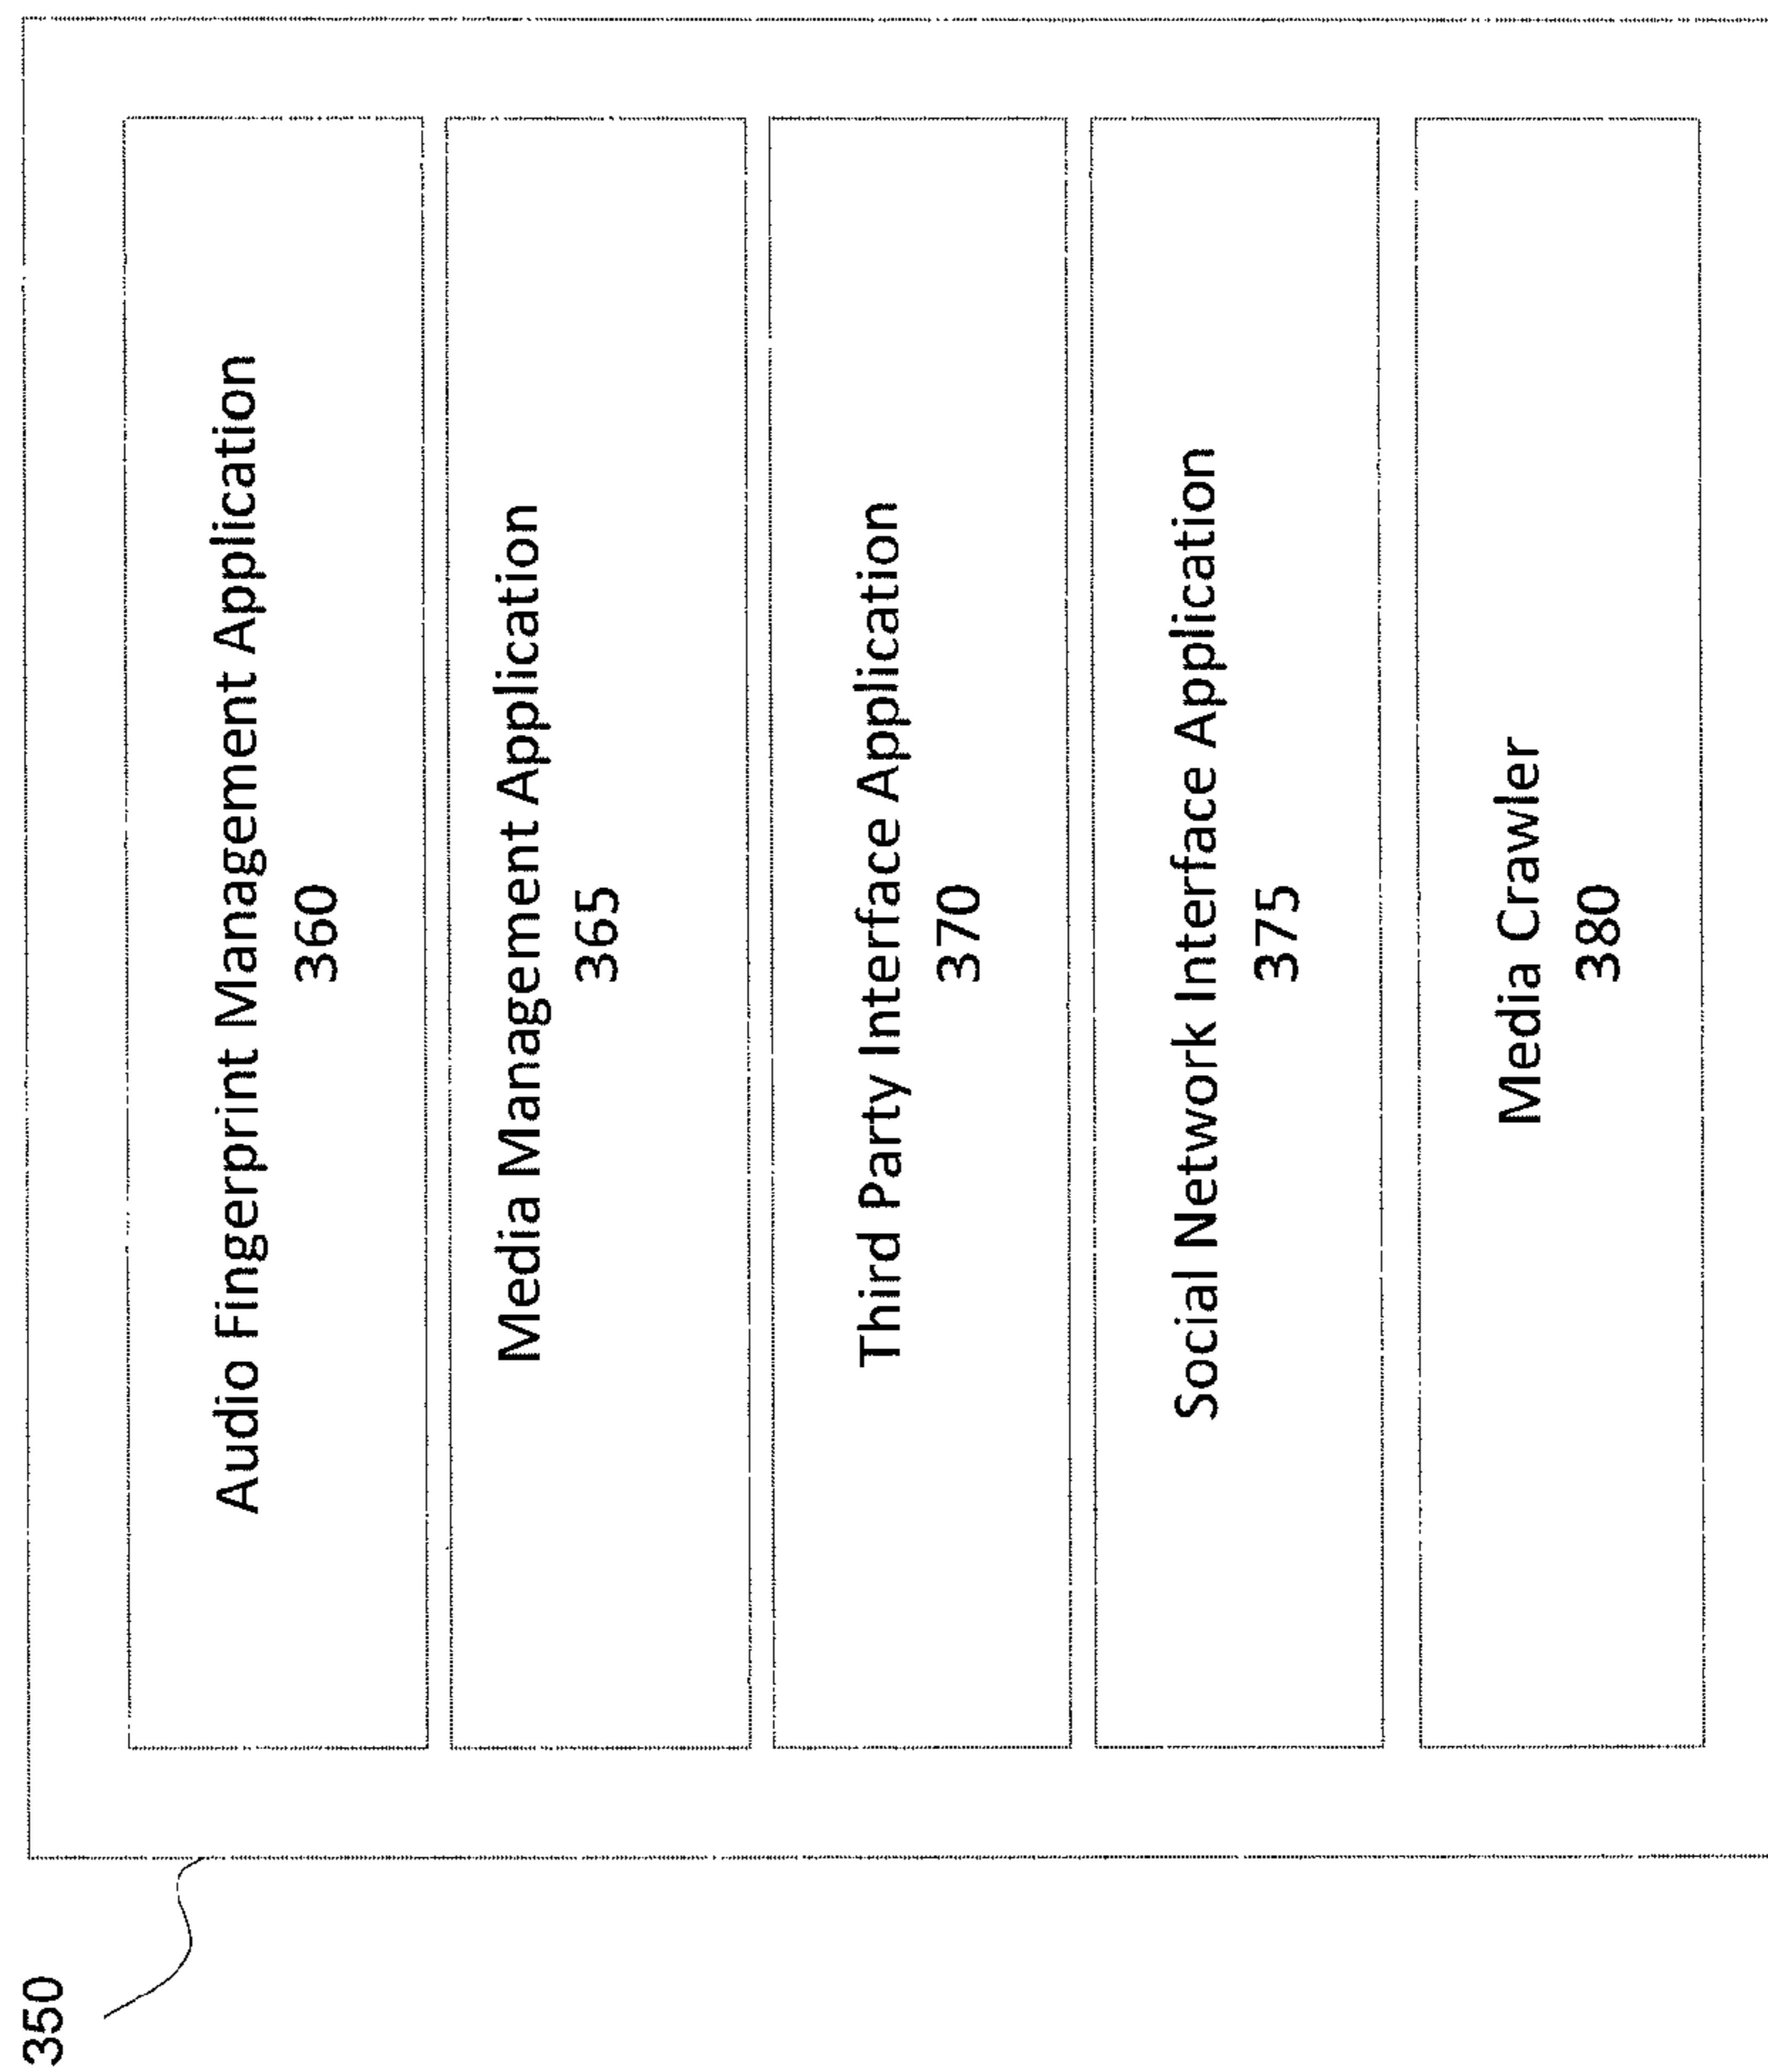 350
Audio Fingerprint Management Application
360
Media Management Application
365
Third Party Interface Application
370
Social Network Interface Application
375
Media Crawler
380